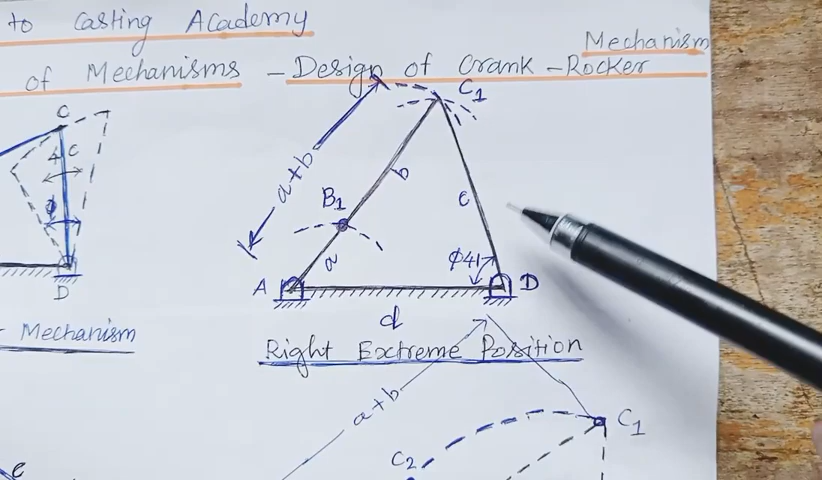 to Casting Academy
Mechanism
of Mechanisms - Design of Crank - Rocker
C
C1
4
c
a+b
b
B1
c
ϕ
a
ϕ41
A
D
D
d
- Mechanism
Right Extreme Position
a+b
C1
C2